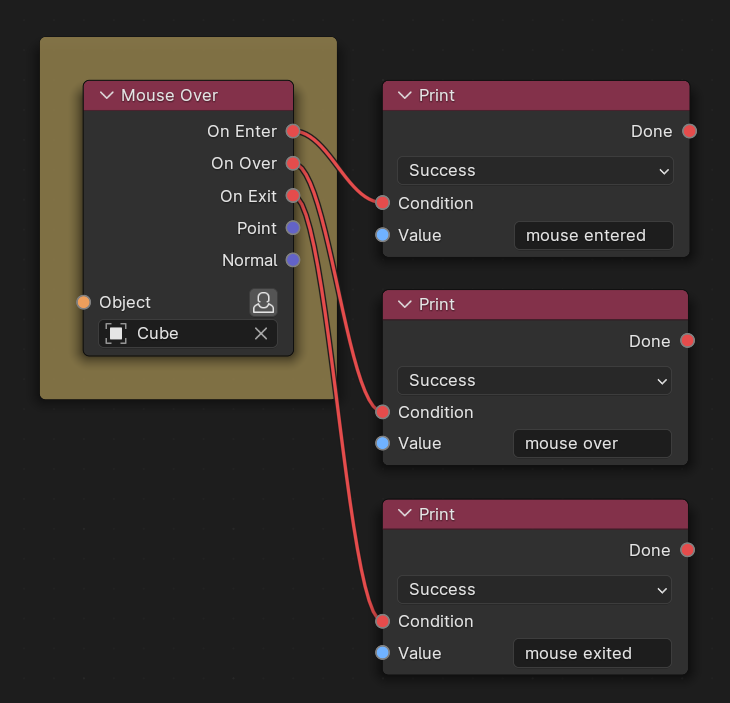 Mouse Over
On Enter
On Over
On Exit
Point
Normal
Object
Cube
Print
Done
Success
Condition
Value mouse entered
Print
Done
Success
Condition
Value mouse over
Print
Done
Success
Condition
Value mouse exited